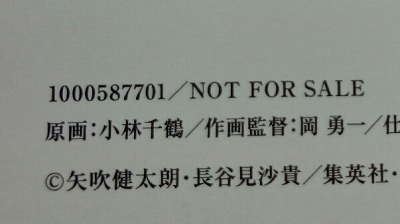 1000587701／NOT FOR SALE
原画：小林千鶴／作画監督：岡 勇一／仕
©矢吹健太朗・長谷見沙貴／集英社・